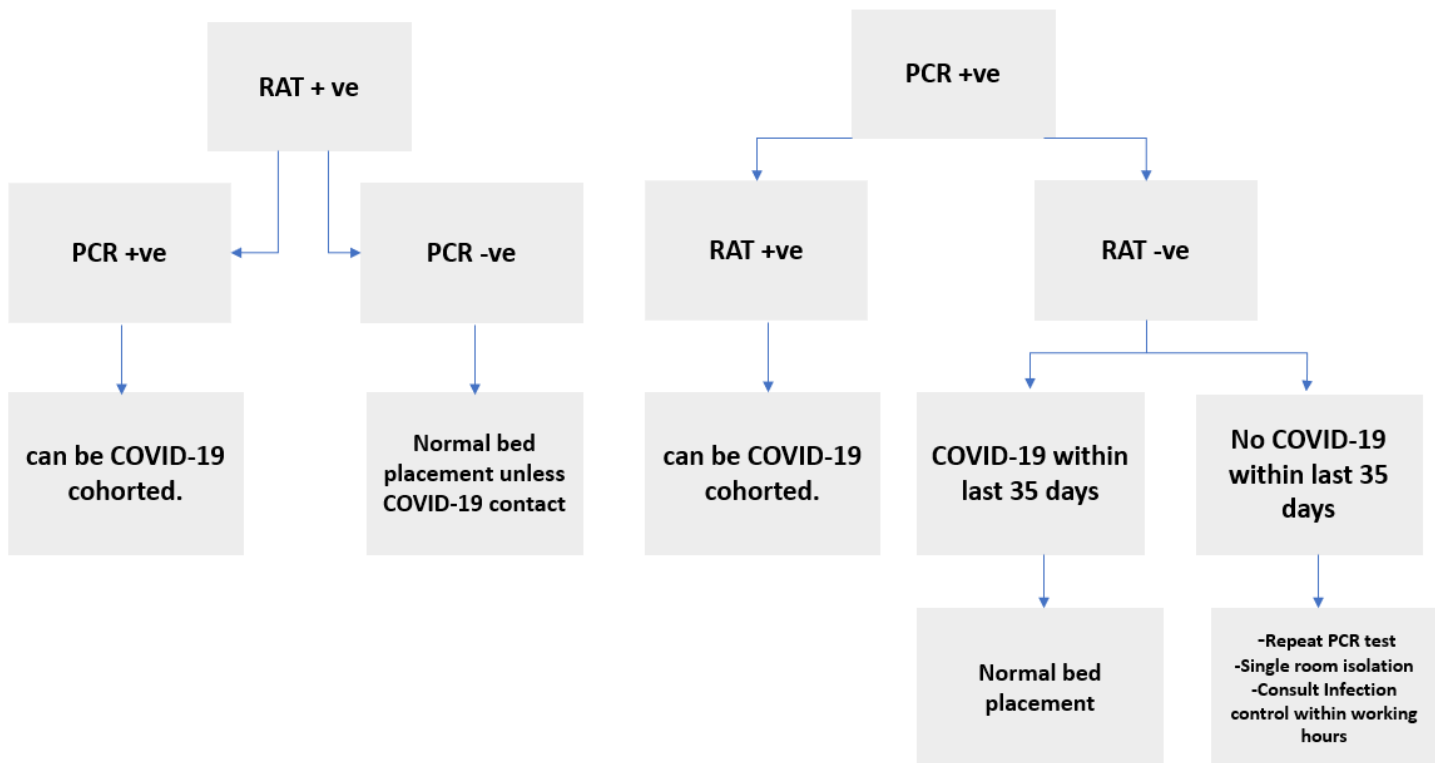 RAT + ve
PCR +ve
PCR -ve
can be COVID-19
cohorted.
Normal bed
placement unless
COVID-19 contact
PCR +ve
RAT +ve
RAT -ve
can be COVID-19
cohorted.
COVID-19 within
last 35 days
No COVID-19
within last 35
days
Normal bed
placement
-Repeat PCR test
-Single room isolation
-Consult Infection
control within working
hours